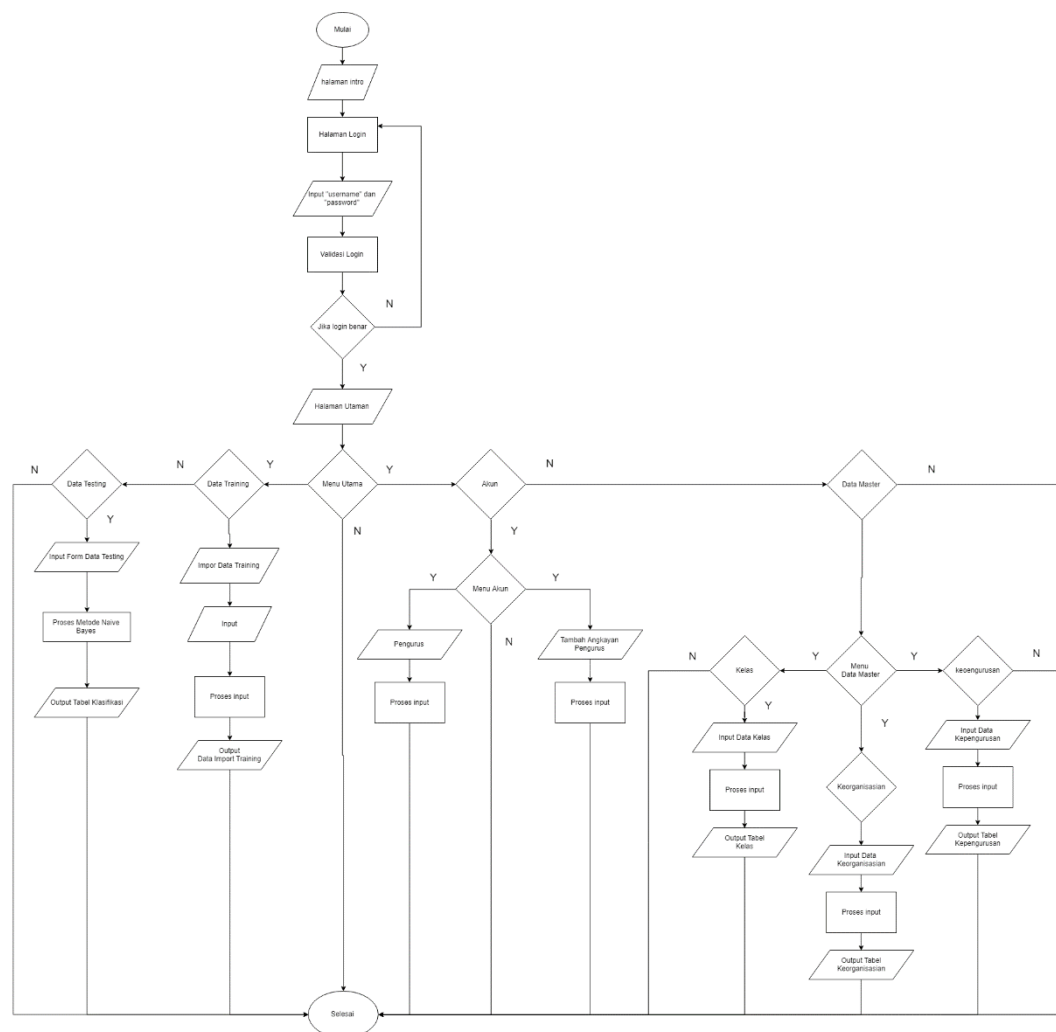 Mulai
halaman intro
Halaman Login
Input "username" dan
"password"
Validasi Login
N
Jika login benar
Y
Halaman Utaman
N
Data Testing
N
Data Training
Y
Menu Utama
Y
Akun
N
Data Master
N
Y
N
Y
Input Form Data Testing
Impor Data Training
Menu Akun
Y
Y
Proses Metode Naive
Bayes
Input
Pengurus
N
Tambah Angkayan
Pengurus
N
Kelas
Y
Menu
Data Master
Y
kecengurusan
N
Output Tabel Klasifikasi
Proses input
Proses input
Proses input
Y
Y
Input Data Kelas
Input Data
Kepengurusan
Output
Data Import Training
Proses input
Keorganisasian
Proses input
Output Tabel
Kelas
Input Data
Keorganisasian
Output Tabel
Kepengurusan
Proses input
Output Tabel
Keorganisasian
Selesai